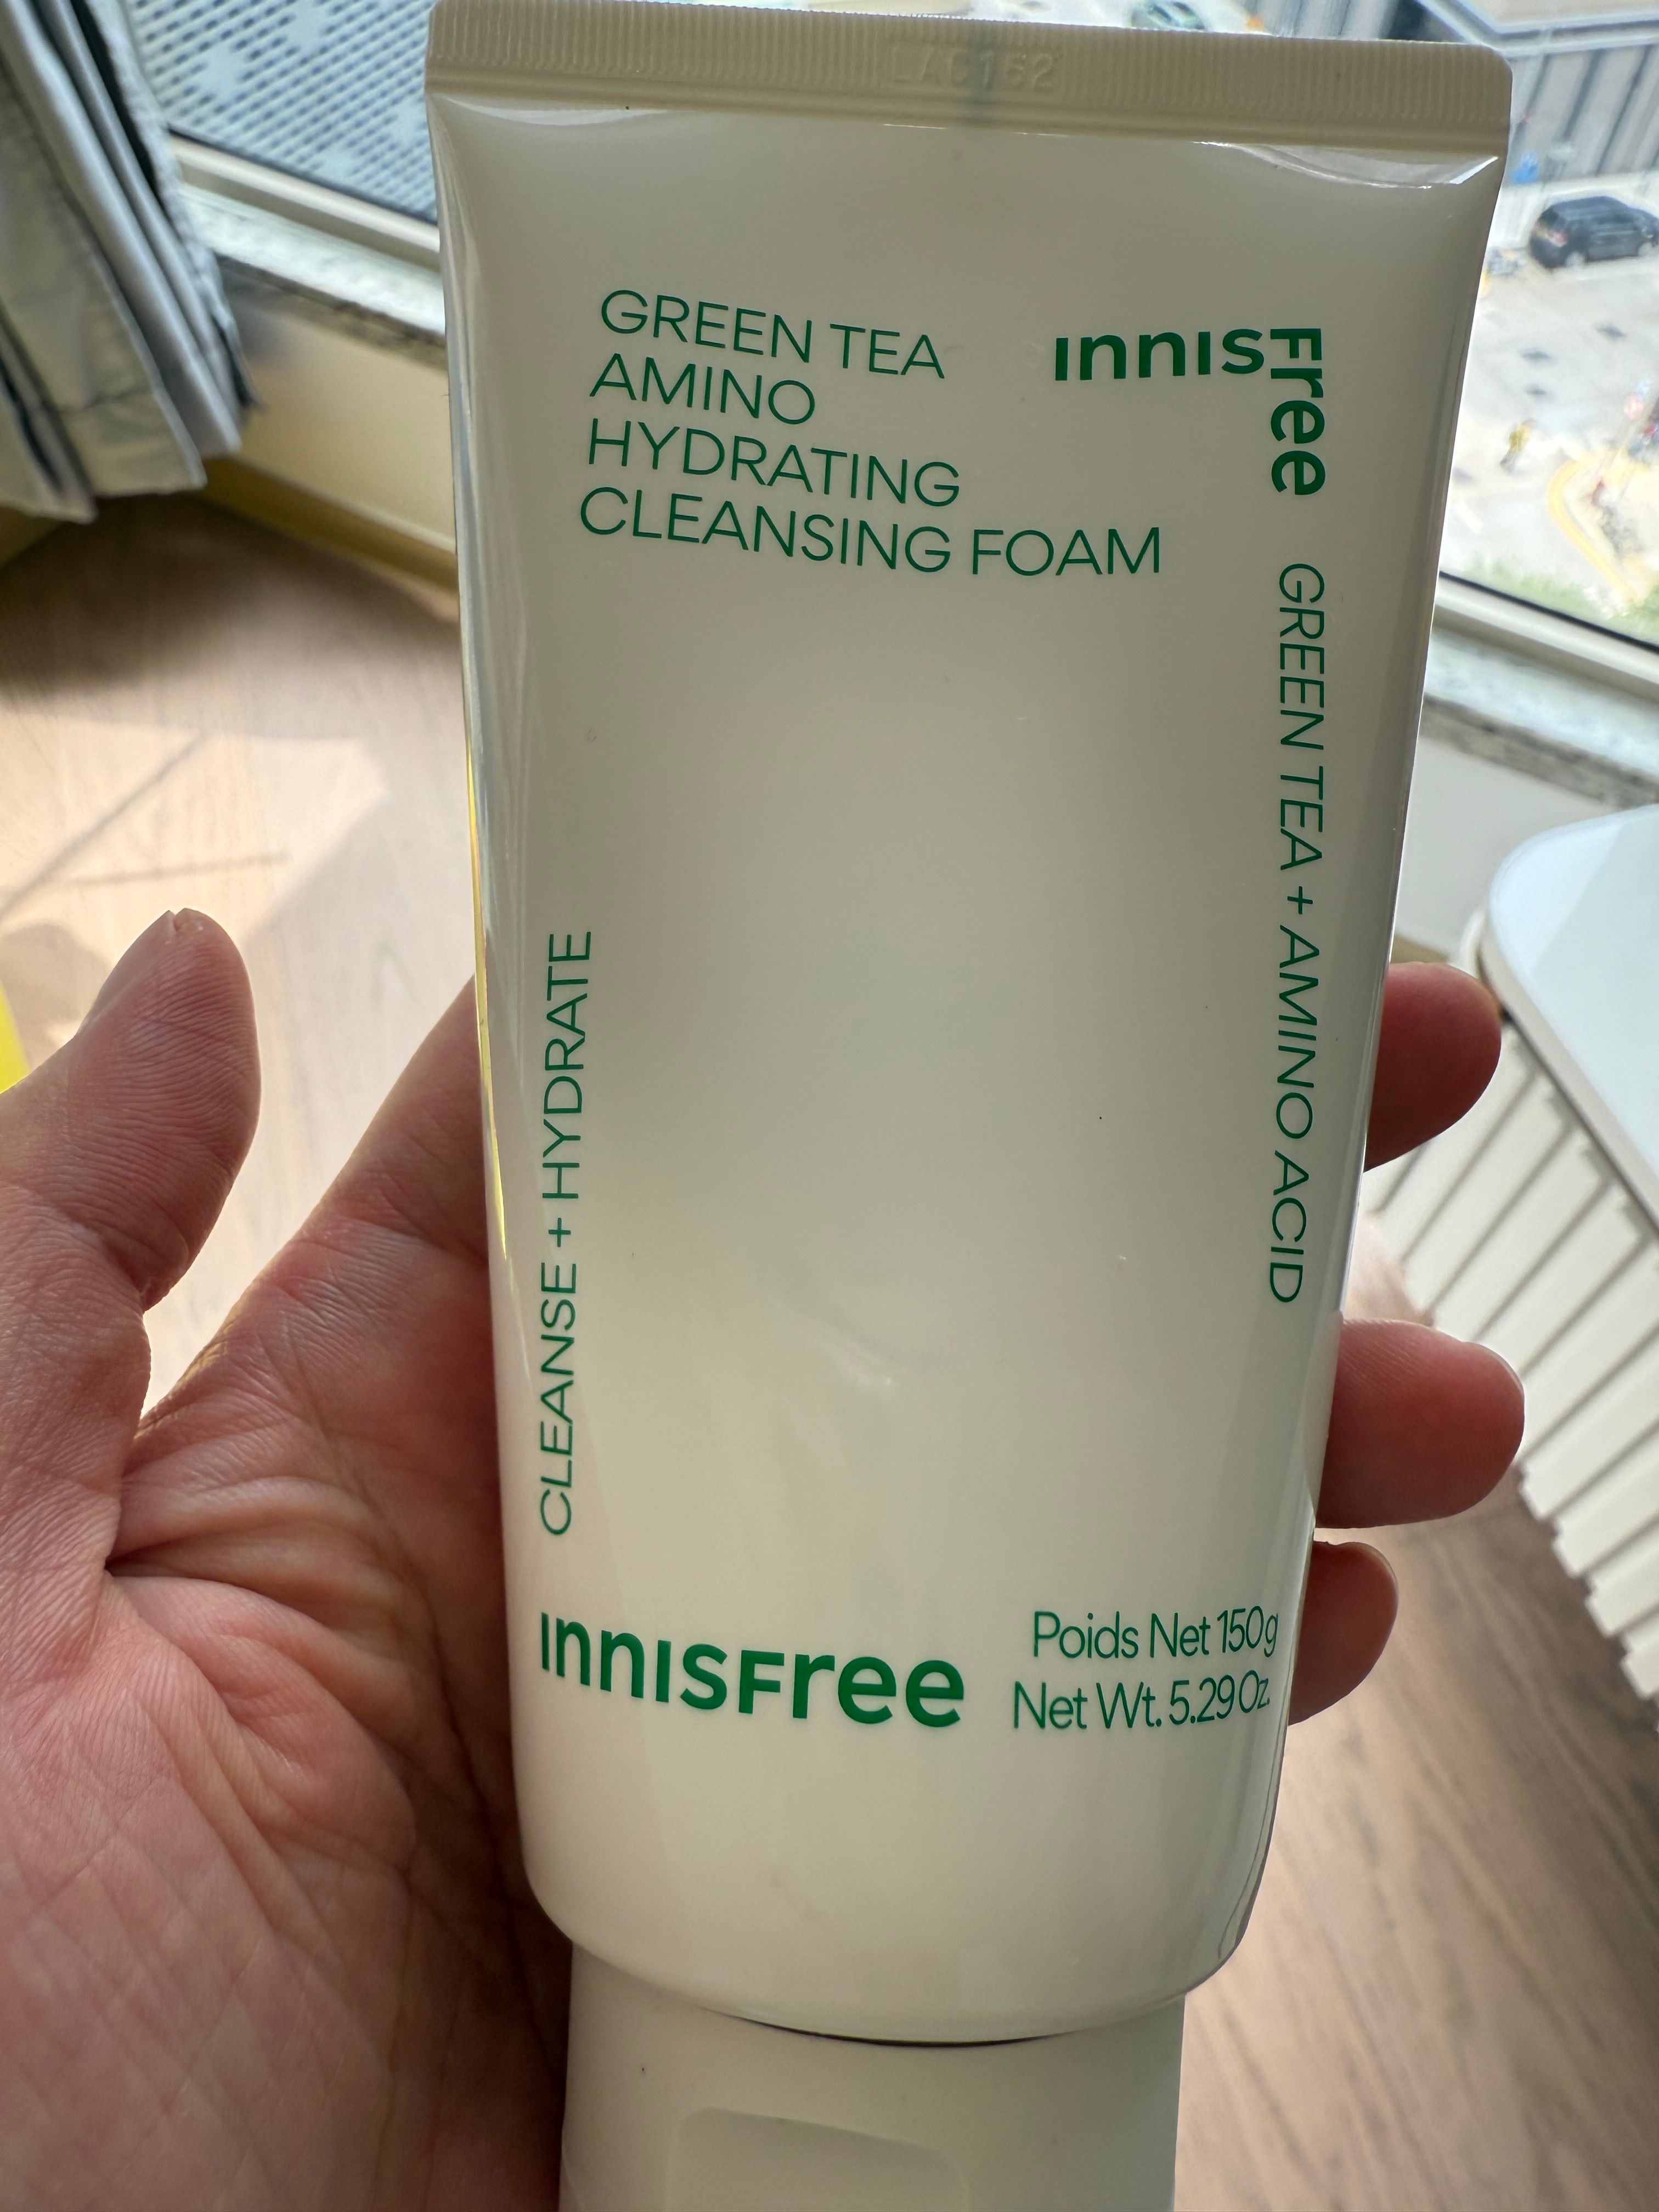 LAC162
GREEN TEA
AMINO
HYDRATING
CLEANSING FOAM
innisfree
GREEN TEA + AMINO ACID
CLEANSE + HYDRATE
innisfree
Poids Net 150g
Net Wt. 5.29 Oz.